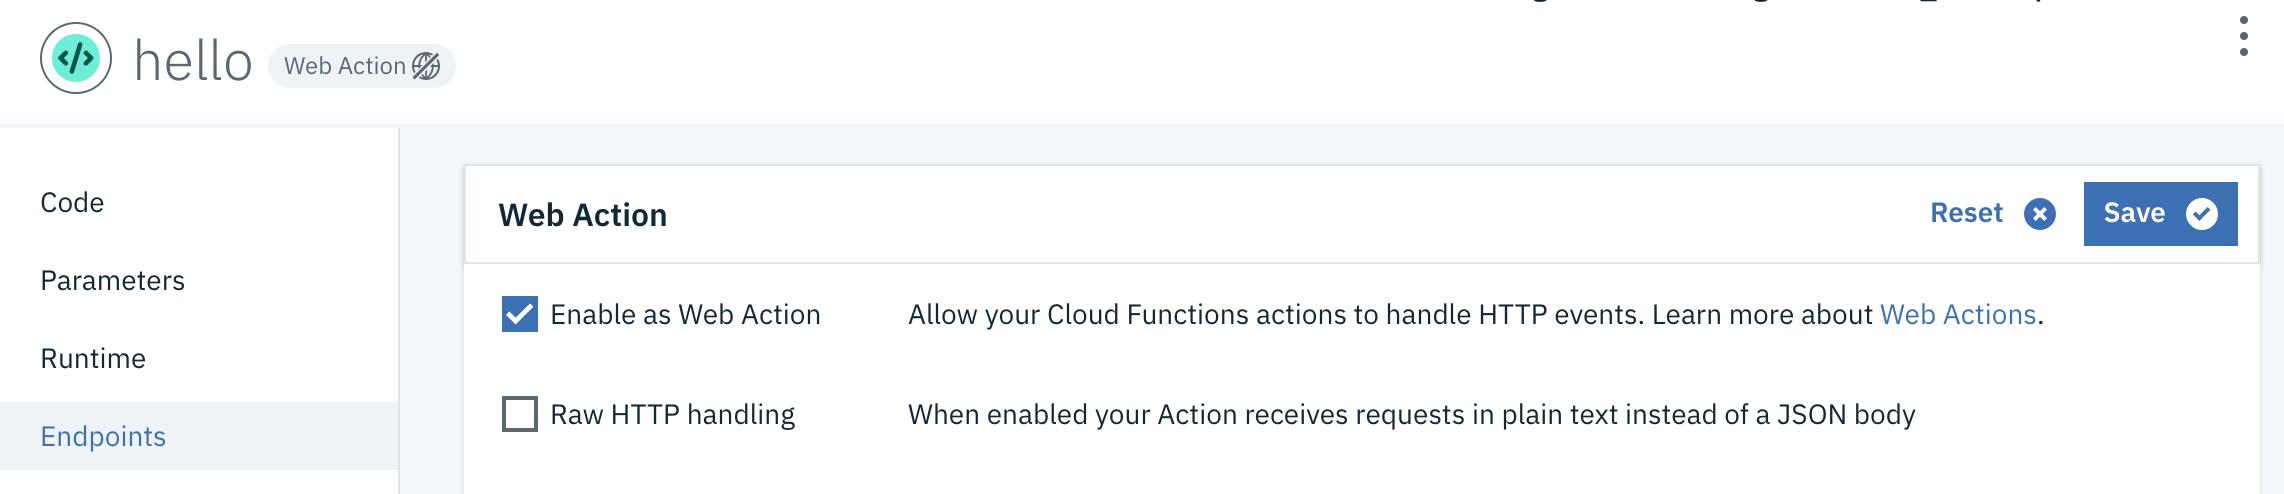 hello Web Action
Code
Parameters
Runtime
Endpoints
Web Action
Reset Save
Enable as Web Action Allow your Cloud Functions actions to handle HTTP events. Learn more about Web Actions.
Raw HTTP handling When enabled your Action receives requests in plain text instead of a JSON body